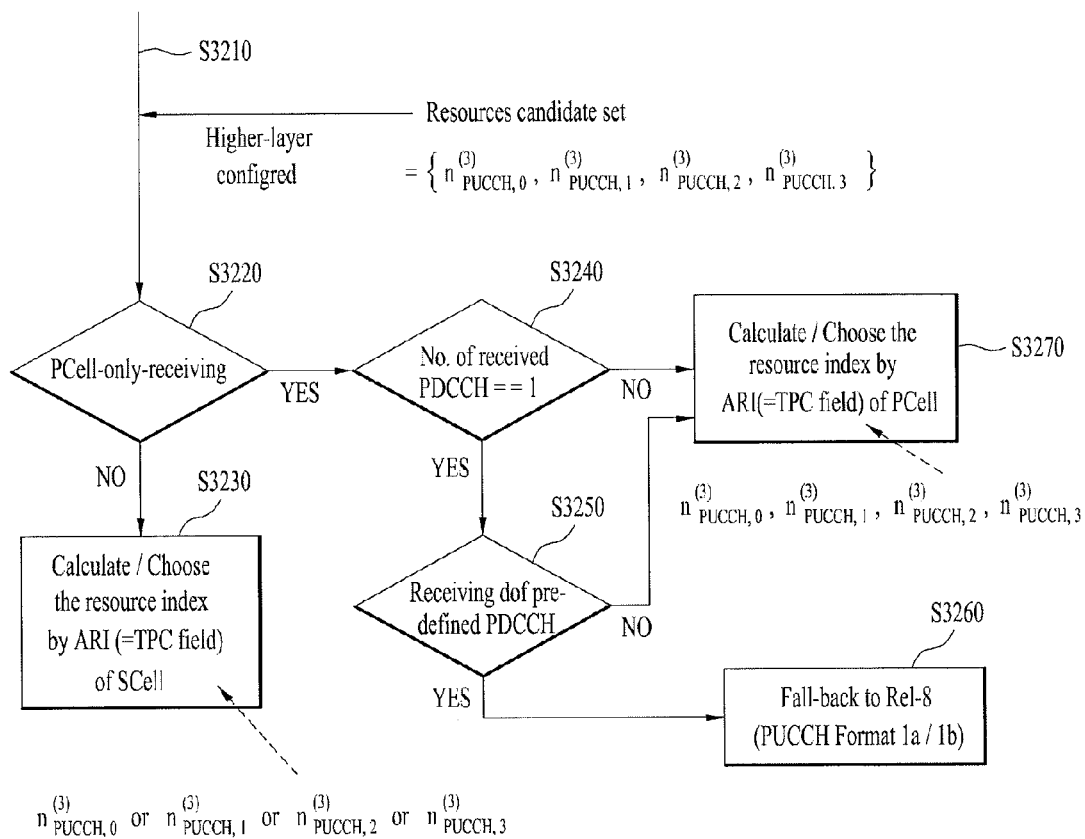 S3210
Resources candidate set
Higher-layer
configred
= { n(3)PUCCH, 0 , n(3)PUCCH, 1 , n(3)PUCCH, 2 , n(3)PUCCH. 3 }
S3220
S3240
PCell-only-receiving
YES
No. of received
PDCCH = = 1
NO
Calculate / Choose the
resource index by
ARI(=TPC field) of PCell
S3270
NO
YES
S3230
S3250
n(3)PUCCH, 0 , n(3)PUCCH, 1 , n(3)PUCCH, 2 , n(3)PUCCH, 3
Calculate / Choose
the resource index
by ARI (=TPC field)
of SCell
Receiving dof pre-
defined PDCCH
NO
S3260
YES
Fall-back to Rel-8
(PUCCH Format 1a / 1b)
n(3)PUCCH, 0 or n(3)PUCCH, 1 or n(3)PUCCH, 2 or n(3)PUCCH, 3